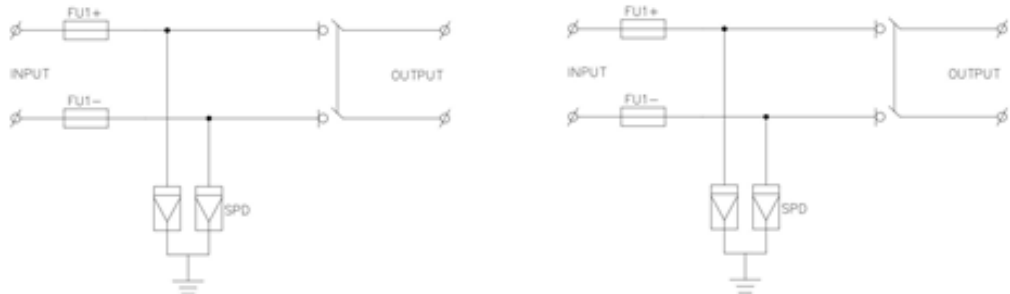 FU1+
INPUT
OUTPUT
FU1-
SPD
FU1+
INPUT
OUTPUT
FU1-
SPD